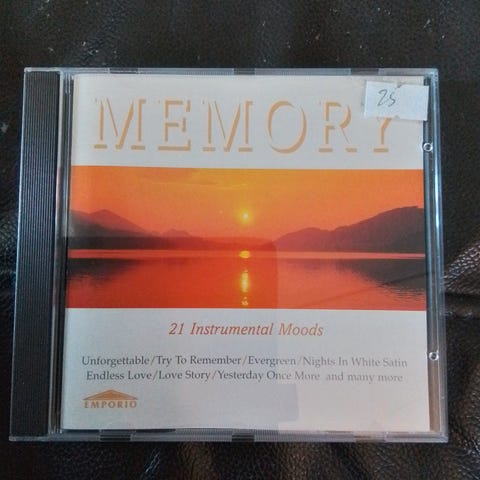 MEMORY
25
21 Instrumental Moods
Unforgettable/Try To Remember/Evergreen/Nights In White Satin
Endless Love/Love Story/Yesterday Once More and many more
EMPORIO